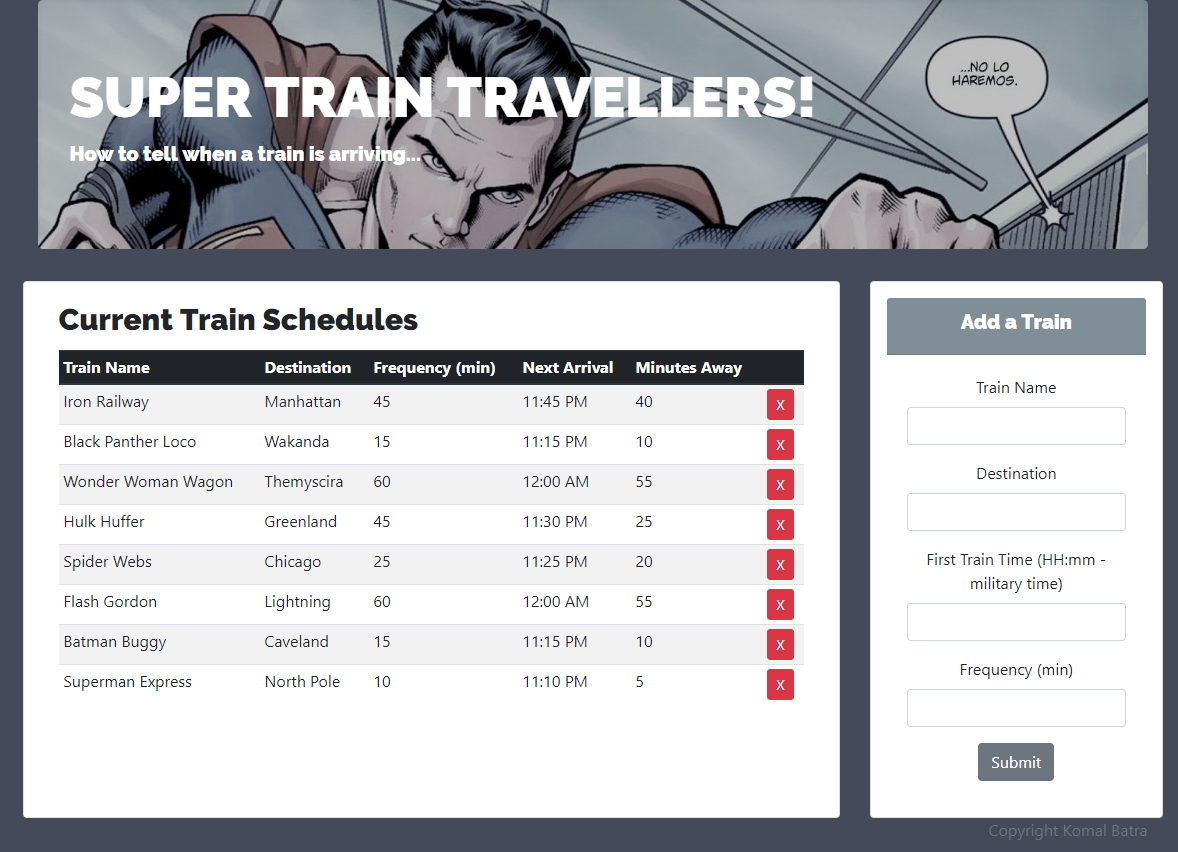 SUPER TRAIN TRAVELLERS!
How to tell when a train is arriving...
...NO LO
HAREMOS.
Current Train Schedules
Train Name Destination Frequency (min) Next Arrival Minutes Away
Iron Railway Manhattan 45 11:45 PM 40 X
Black Panther Loco Wakanda 15 11:15 PM 10 X
Wonder Woman Wagon Themyscira 60 12:00 AM 55 X
Hulk Huffer Greenland 45 11:30 PM 25 X
Spider Webs Chicago 25 11:25 PM 20 X
Flash Gordon Lightning 60 12:00 AM 55 X
Batman Buggy Caveland 15 11:15 PM 10 X
Superman Express North Pole 10 11:10 PM 5 X
Add a Train
Train Name
Destination
First Train Time (HH:mm -
military time)
Frequency (min)
Submit
Copyright Komal Batra